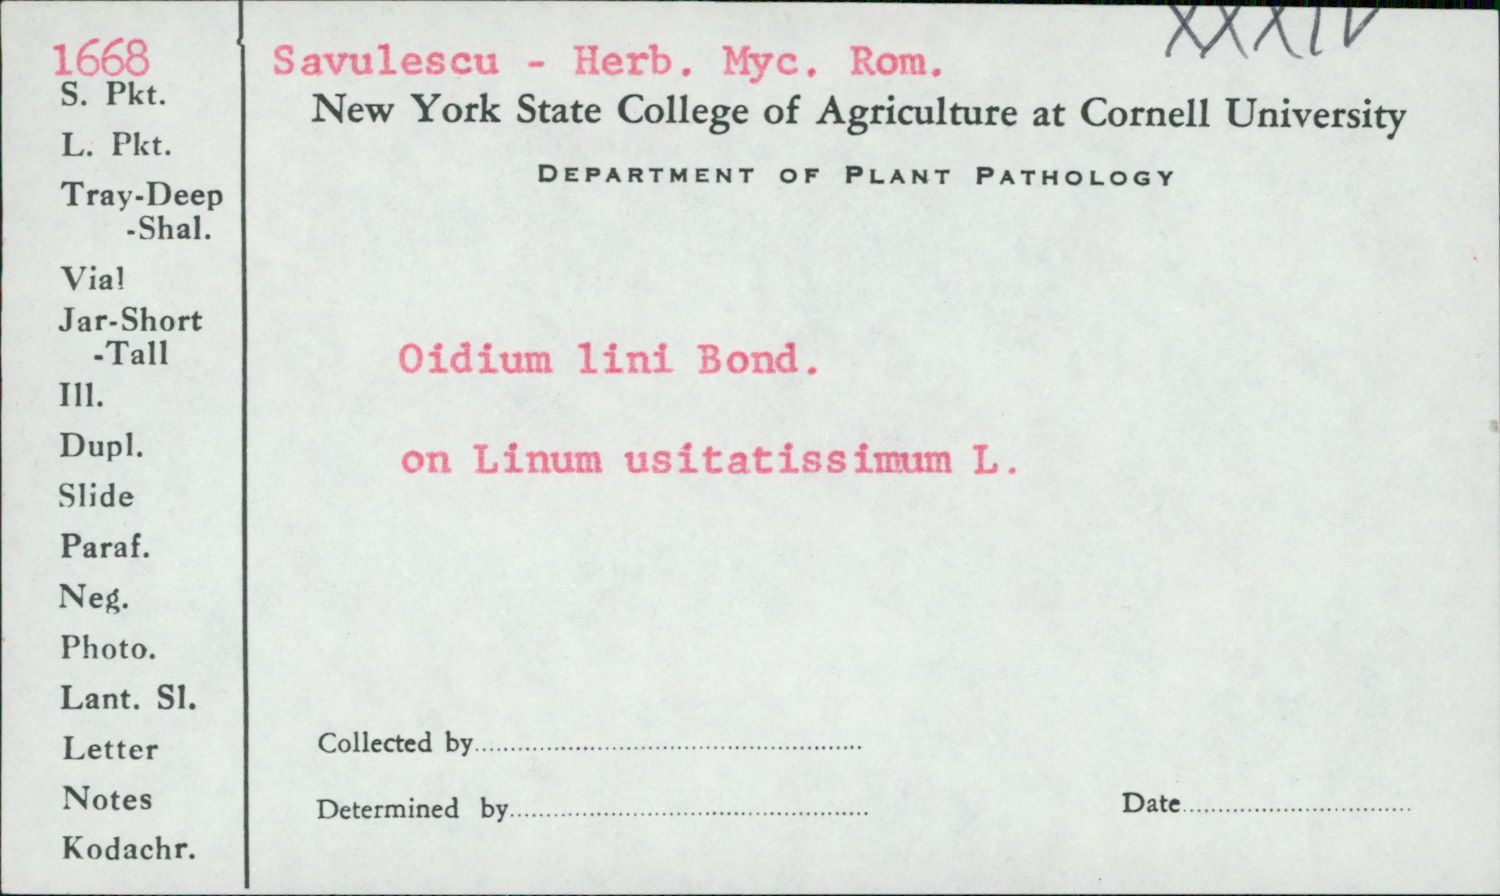 XXXIV
1668
Savulescu - Herb. Myc. Rom.
New York State College of Agriculture at Cornell University
DEPARTMENT OF PLANT PATHOLOGY
S. Pkt.
L. Pkt.
Tray-Deep
-Shal.
Vial
Jar-Short
-Tall
Ill.
Dupl.
Slide
Paraf.
Neg.
Photo.
Lant. Sl.
Letter
Notes
Kodachr.
Oidium lini Bond.
on Linum usitatissimum L.
Collected by
Determined by
Date